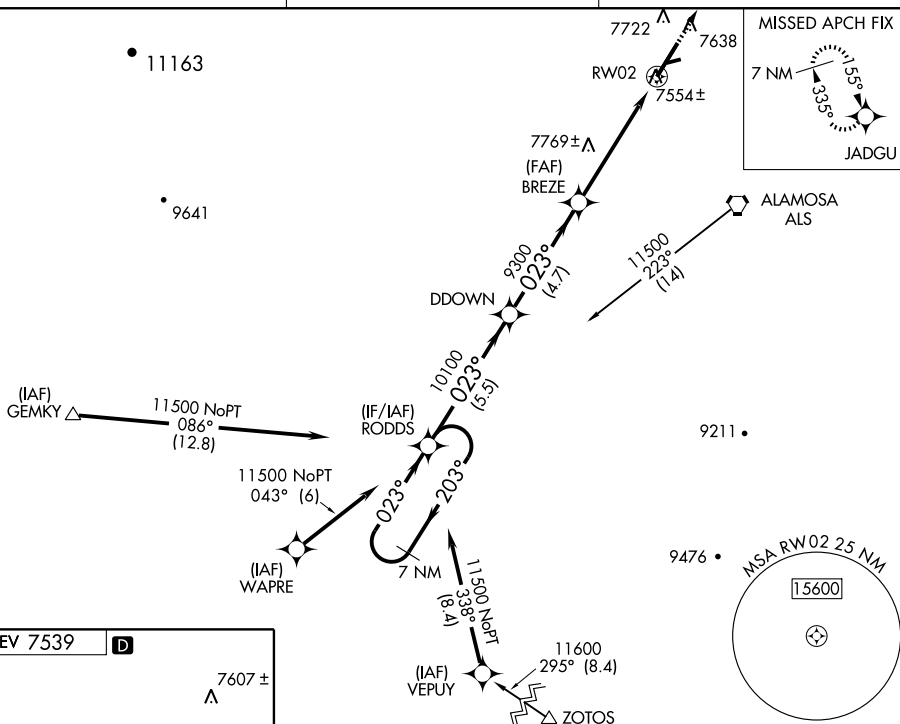 7722
7638
MISSED APCH FIX
7 NM
155°
335°
JADGU
11163
RW02
7554±
7769±
(FAF)
BREZE
9641
ALAMOSA
ALS
11500
223°
(14)
9300
023°
(4.7)
DDOWN
10100
023°
(5.5)
(IAF)
GEMKY
11500 NoPT
086°
(12.8)
(IF/IAF)
RODDS
9211
11500 NoPT
043° (6)
023°
203°
7 NM
(IAF)
WAPRE
11500 NoPT
338°
(8.4)
9476
MSA RW02 25 NM
15600
EV 7539
D
7607 ±
(IAF)
VEPUY
11600
295° (8.4)
ZOTOS